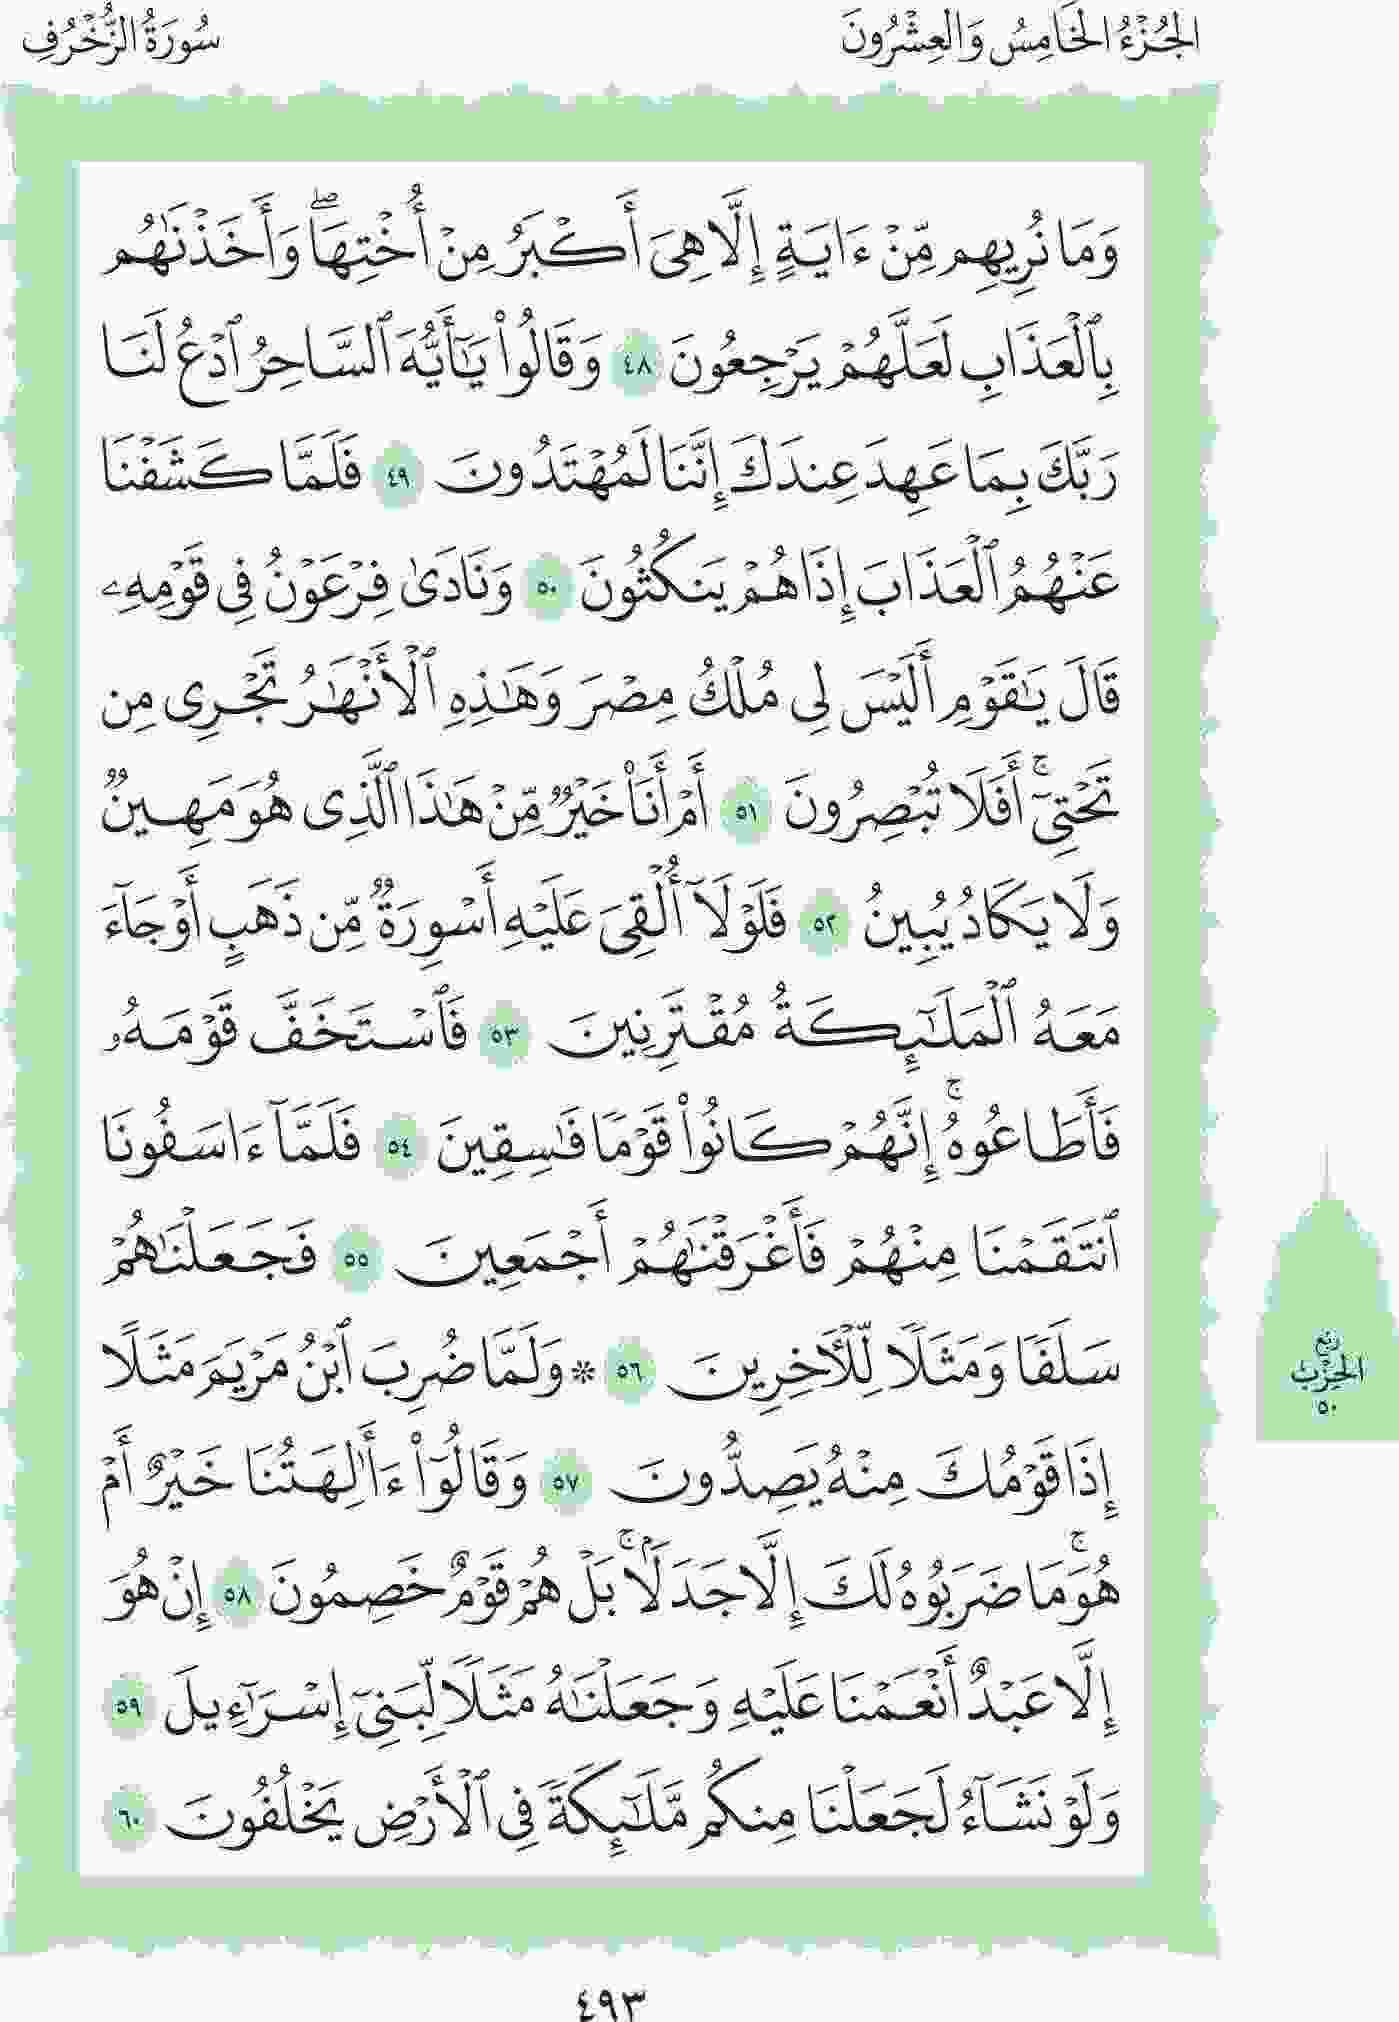 الجُزْءُ الخَامِسُ وَالعِشْرُونَ
سُورَةُ الزُّخْرُفِ
وَمَا نُرِيهِم مِّنْ ءَايَةٍ إِلَّا هِىَ أَكْبَرُ مِنْ أُخْتِهَاۖ وَأَخَذْنَٰهُم
بِٱلْعَذَابِ لَعَلَّهُمْ يَرْجِعُونَ ٤٨ وَقَالُوا۟ يَٰٓأَيُّهَ ٱلسَّاحِرُ ٱدْعُ لَنَا
رَبَّكَ بِمَا عَهِدَ عِندَكَ إِنَّنَا لَمُهْتَدُونَ ٤٩ فَلَمَّا كَشَفْنَا
عَنْهُمُ ٱلْعَذَابَ إِذَا هُمْ يَنكُثُونَ ٥٠ وَنَادَىٰ فِرْعَوْنُ فِى قَوْمِهِۦ
قَالَ يَٰقَوْمِ أَلَيْسَ لِى مُلْكُ مِصْرَ وَهَٰذِهِ ٱلْأَنْهَٰرُ تَجْرِى مِن
تَحْتِىٓۚ أَفَلَا تُبْصِرُونَ ٥١ أَمْ أَنَا۠ خَيْرٌ مِّنْ هَٰذَا ٱلَّذِى هُوَ مَهِينٌ
وَلَا يَكَادُ يُبِينُ ٥٢ فَلَوْلَآ أُلْقِىَ عَلَيْهِ أَسْوِرَةٌ مِّن ذَهَبٍ أَوْ جَآءَ
مَعَهُ ٱلْمَلَٰٓئِكَةُ مُقْتَرِنِينَ ٥٣ فَٱسْتَخَفَّ قَوْمَهُۥ
فَأَطَاعُوهُۚ إِنَّهُمْ كَانُوا۟ قَوْمًا فَٰسِقِينَ ٥٤ فَلَمَّآ ءَاسَفُونَا
ٱنتَقَمْنَا مِنْهُمْ فَأَغْرَقْنَٰهُمْ أَجْمَعِينَ ٥٥ فَجَعَلْنَٰهُمْ
سَلَفًا وَمَثَلًا لِّلْءَاخِرِينَ ٥٦ * وَلَمَّا ضُرِبَ ٱبْنُ مَرْيَمَ مَثَلًا
إِذَا قَوْمُكَ مِنْهُ يَصِدُّونَ ٥٧ وَقَالُوٓا۟ ءَأَٰلِهَتُنَا خَيْرٌ أَمْ
هُوَۚ مَا ضَرَبُوهُ لَكَ إِلَّا جَدَلًۢاۚ بَلْ هُمْ قَوْمٌ خَصِمُونَ ٥٨ إِنْ هُوَ
إِلَّا عَبْدٌ أَنْعَمْنَا عَلَيْهِ وَجَعَلْنَٰهُ مَثَلًا لِّبَنِىٓ إِسْرَٰٓءِيلَ ٥٩
وَلَوْ نَشَآءُ لَجَعَلْنَا مِنكُم مَّلَٰٓئِكَةً فِى ٱلْأَرْضِ يَخْلُفُونَ ٦٠
رُبع
الحِزْب
٥٠
٤٩٣